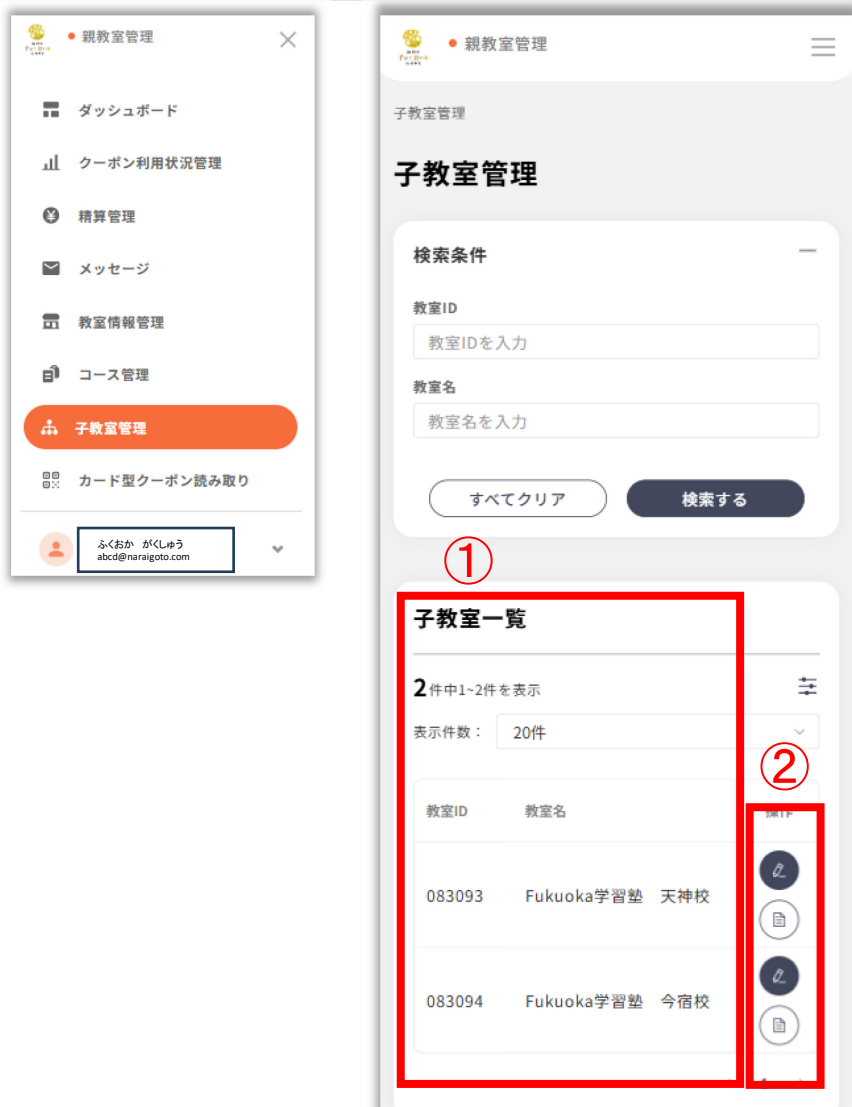 親教室管理
ダッシュボード
クーポン利用状況管理
精算管理
メッセージ
教室情報管理
コース管理
子教室管理
カード型クーポン読み取り
ふくおか がくしゅう
abcd@naraigoto.com
親教室管理
子教室管理
子教室管理
検索条件
教室ID
教室IDを入力
教室名
教室名を入力
すべてクリア 検索する
①
子教室一覧
2件中1~2件を表示
表示件数： 20件
②
教室ID 教室名 操作
083093 Fukuoka学習塾 天神校
083094 Fukuoka学習塾 今宿校